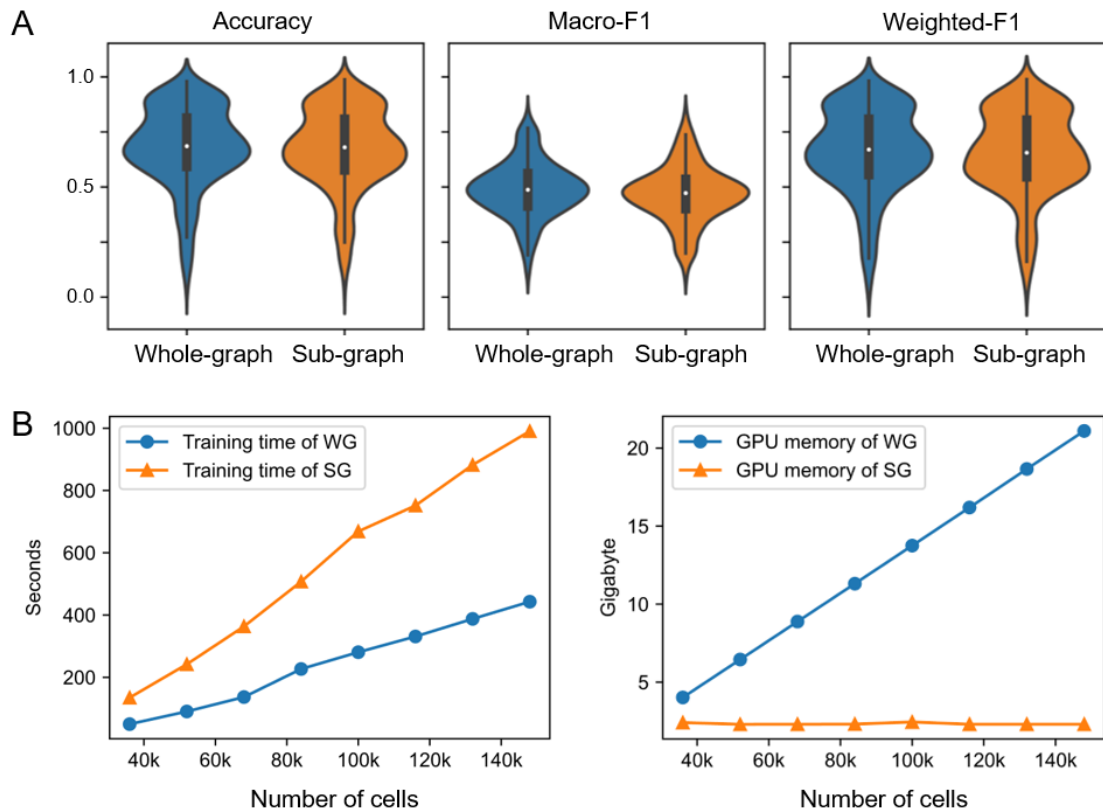 A
Accuracy Macro-F1 Weighted-F1
1.0
0.5
0.0
Whole-graph Sub-graph Whole-graph Sub-graph Whole-graph Sub-graph
B
Training time of WG
Training time of SG
1000
800
600
400
200
Seconds
40k 60k 80k 100k 120k 140k
Number of cells
GPU memory of WG
GPU memory of SG
20
15
10
5
Gigabyte
40k 60k 80k 100k 120k 140k
Number of cells